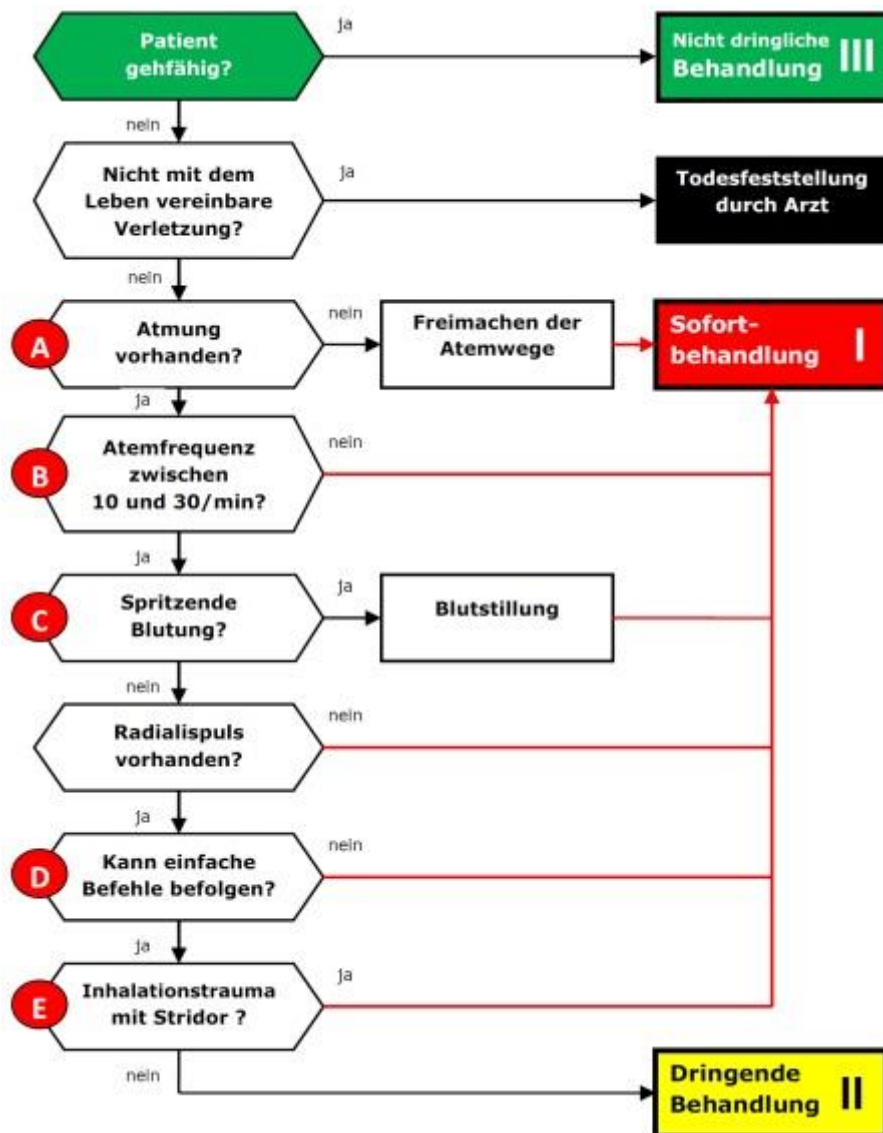 Patient
gehfähig?
ja
Nicht dringliche
Behandlung III
nein
Nicht mit dem
Leben vereinbare
Verletzung?
ja
Todesfeststellung
durch Arzt
nein
A
Atmung
vorhanden?
nein
Freimachen der
Atemwege
Sofort-
behandlung I
ja
B
Atemfrequenz
zwischen
10 und 30/min?
nein
ja
C
Spritzende
Blutung?
ja
Blutstillung
nein
Radialispuls
vorhanden?
nein
ja
D
Kann einfache
Befehle befolgen?
nein
ja
E
Inhalationstrauma
mit Stridor ?
ja
nein
Dringende
Behandlung II